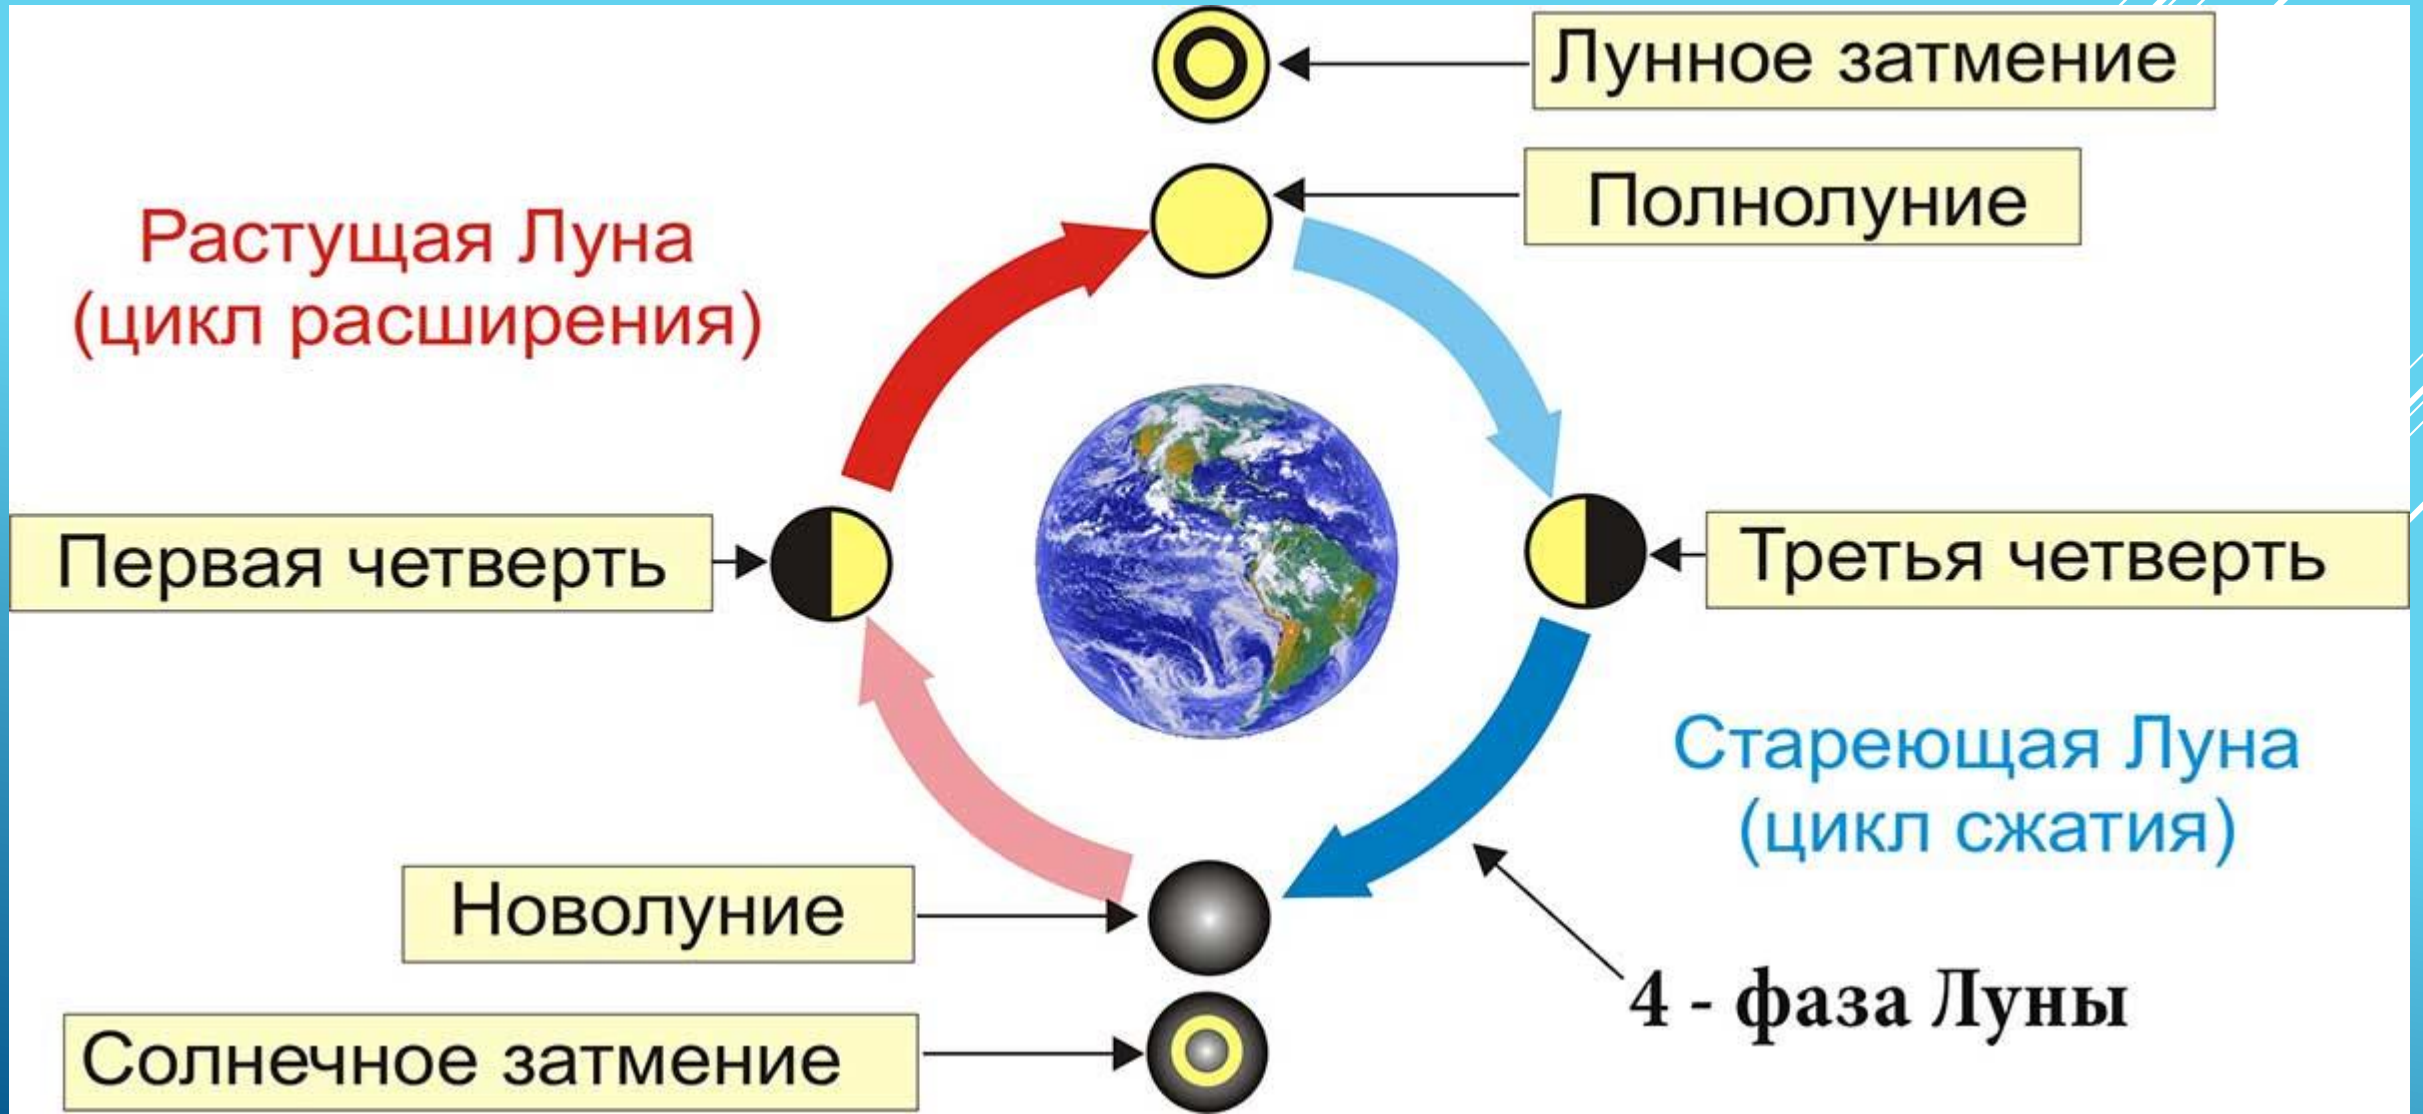 Лунное затмение
Полнолуние
Растущая Луна
(цикл расширения)
Первая четверть
Третья четверть
Стареющая Луна
(цикл сжатия)
Новолуние
4 - фаза Луны
Солнечное затмение